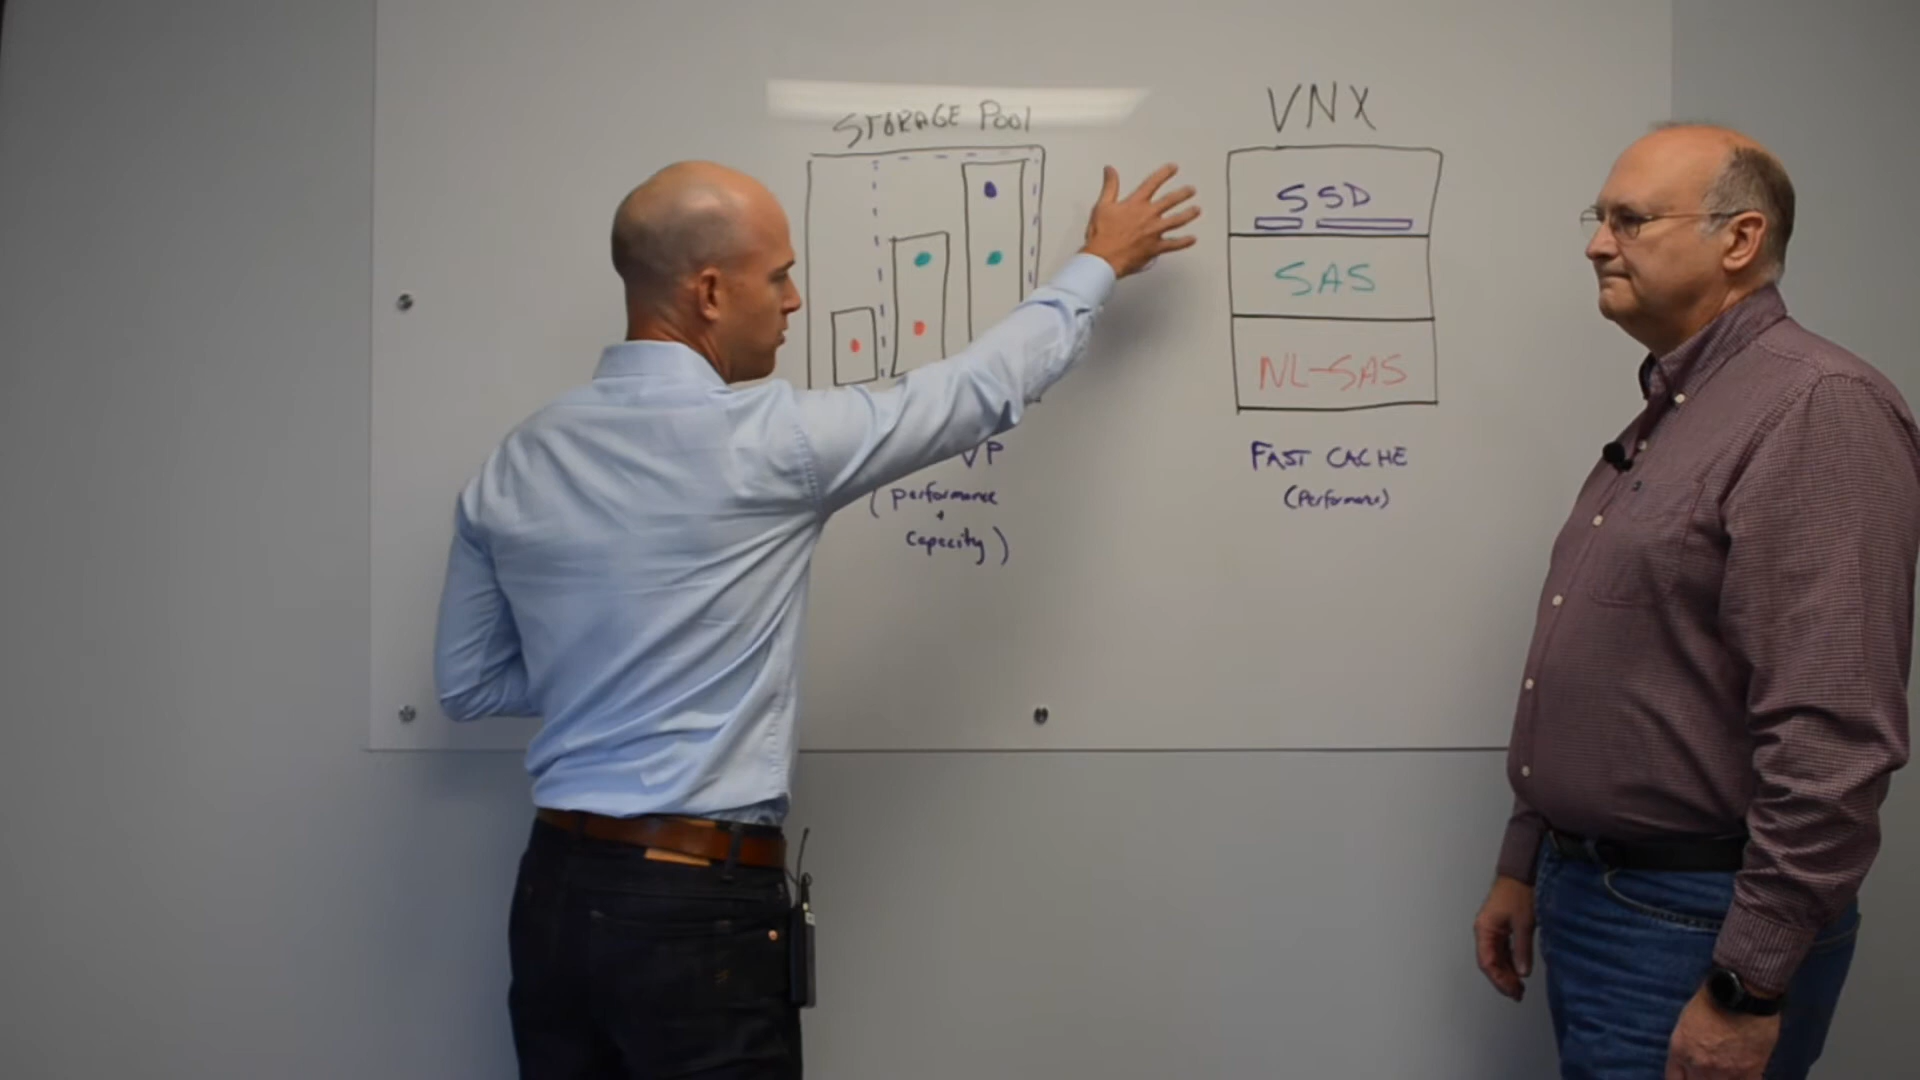 STORAGE POOL
VP
(performance
+
capacity)
VNX
SSD
SAS
NL-SAS
FAST CACHE
(Performance)